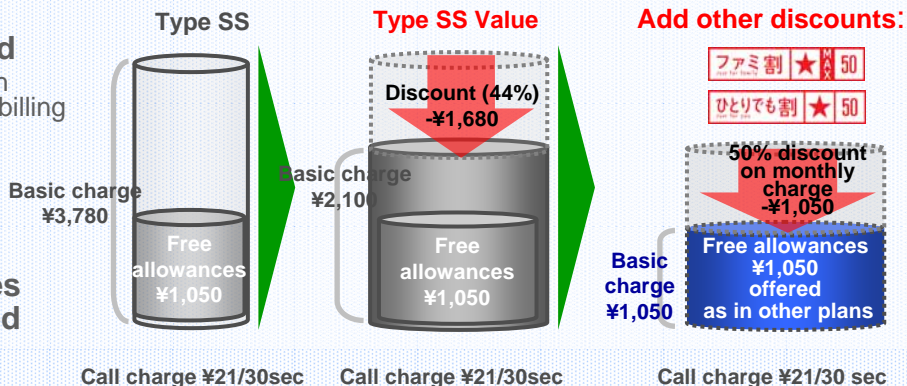 Type SS
Type SS Value
Add other discounts:
d
n
billing
Discount (44%)
-¥1,680
ファミ割 ★ MAX 50
ひとりでも割 ★ 50
Basic charge
¥3,780
Free
allowances
¥1,050
Basic charge
¥2,100
Free
allowances
¥1,050
50% discount
on monthly
charge
-¥1,050
Basic
charge
¥1,050
Free allowances
¥1,050
offered
as in other plans
es
d
Call charge ¥21/30sec
Call charge ¥21/30sec
Call charge ¥21/30 sec